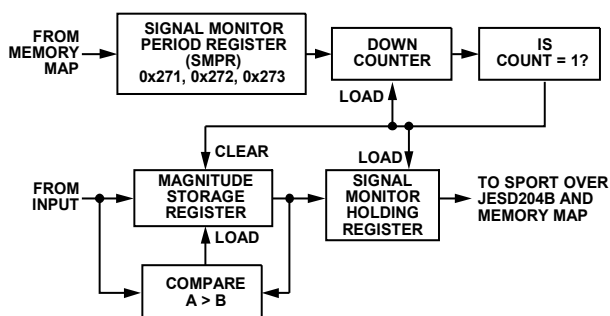 FROM
MEMORY
MAP
SIGNAL MONITOR
PERIOD REGISTER
(SMPR)
0x271, 0x272, 0x273
DOWN
COUNTER
IS
COUNT = 1?
LOAD
CLEAR
LOAD
FROM
INPUT
MAGNITUDE
STORAGE
REGISTER
SIGNAL
MONITOR
HOLDING
REGISTER
TO SPORT OVER
JESD204B AND
MEMORY MAP
LOAD
COMPARE
A > B